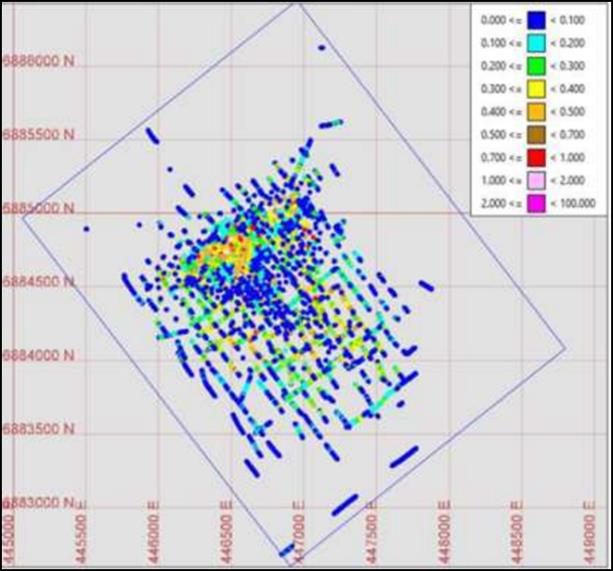 0.000 <= < 0.100
0.100 <= < 0.200
0.200 <= < 0.300
0.300 <= < 0.400
0.400 <= < 0.500
0.500 <= < 0.700
0.700 <= < 1.000
1.000 <= < 2.000
2.000 <= < 100.000
6888000 N
6885500 N
6885000 N
6884500 N
6884000 N
6883500 N
6883000 N
445000 E
445500 E
446000 E
446500 E
447000 E
447500 E
448000 E
448500 E
449000 E